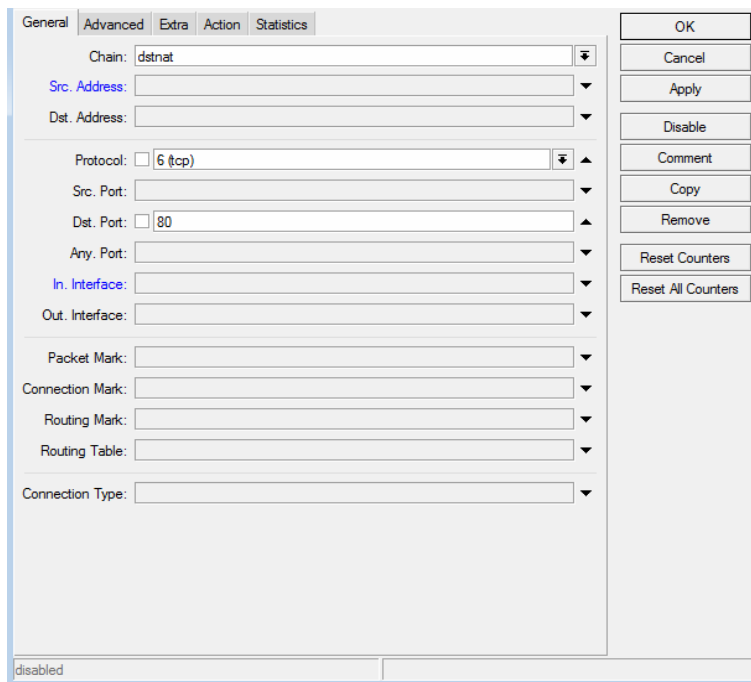 General Advanced Extra Action Statistics
Chain: dstnat
Src. Address:
Dst. Address:
Protocol: 6 (tcp)
Src. Port:
Dst. Port: 80
Any. Port:
In. Interface:
Out. Interface:
Packet Mark:
Connection Mark:
Routing Mark:
Routing Table:
Connection Type:
OK
Cancel
Apply
Disable
Comment
Copy
Remove
Reset Counters
Reset All Counters
disabled